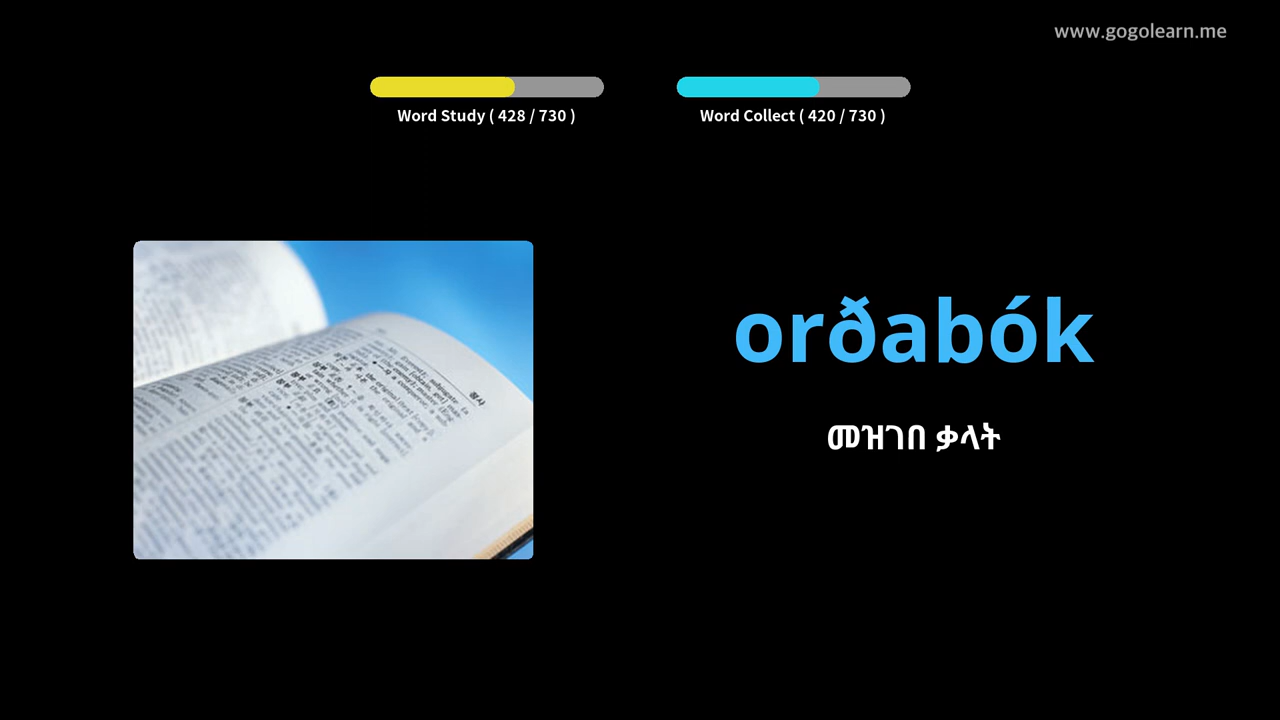 www.gogolearn.me
Word Study ( 428 / 730 )
Word Collect ( 420 / 730 )
orðabók
መዝገበ ቃላት